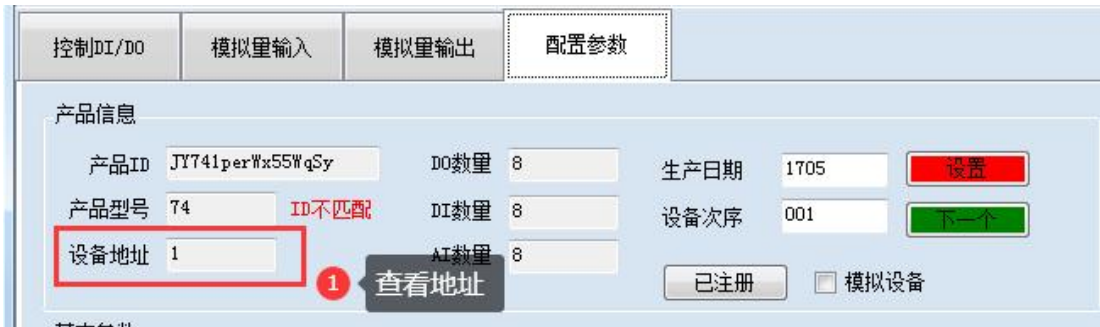 控制DI/DO 模拟量输入 模拟量输出 配置参数
产品信息
产品ID JY741perWx55WqSy DO数量 8 生产日期 1705 设置
产品型号 74 ID不匹配 DI数量 8 设备次序 001 下一个
设备地址 1 AI数量 8
1 查看地址 已注册 模拟设备
基本参数